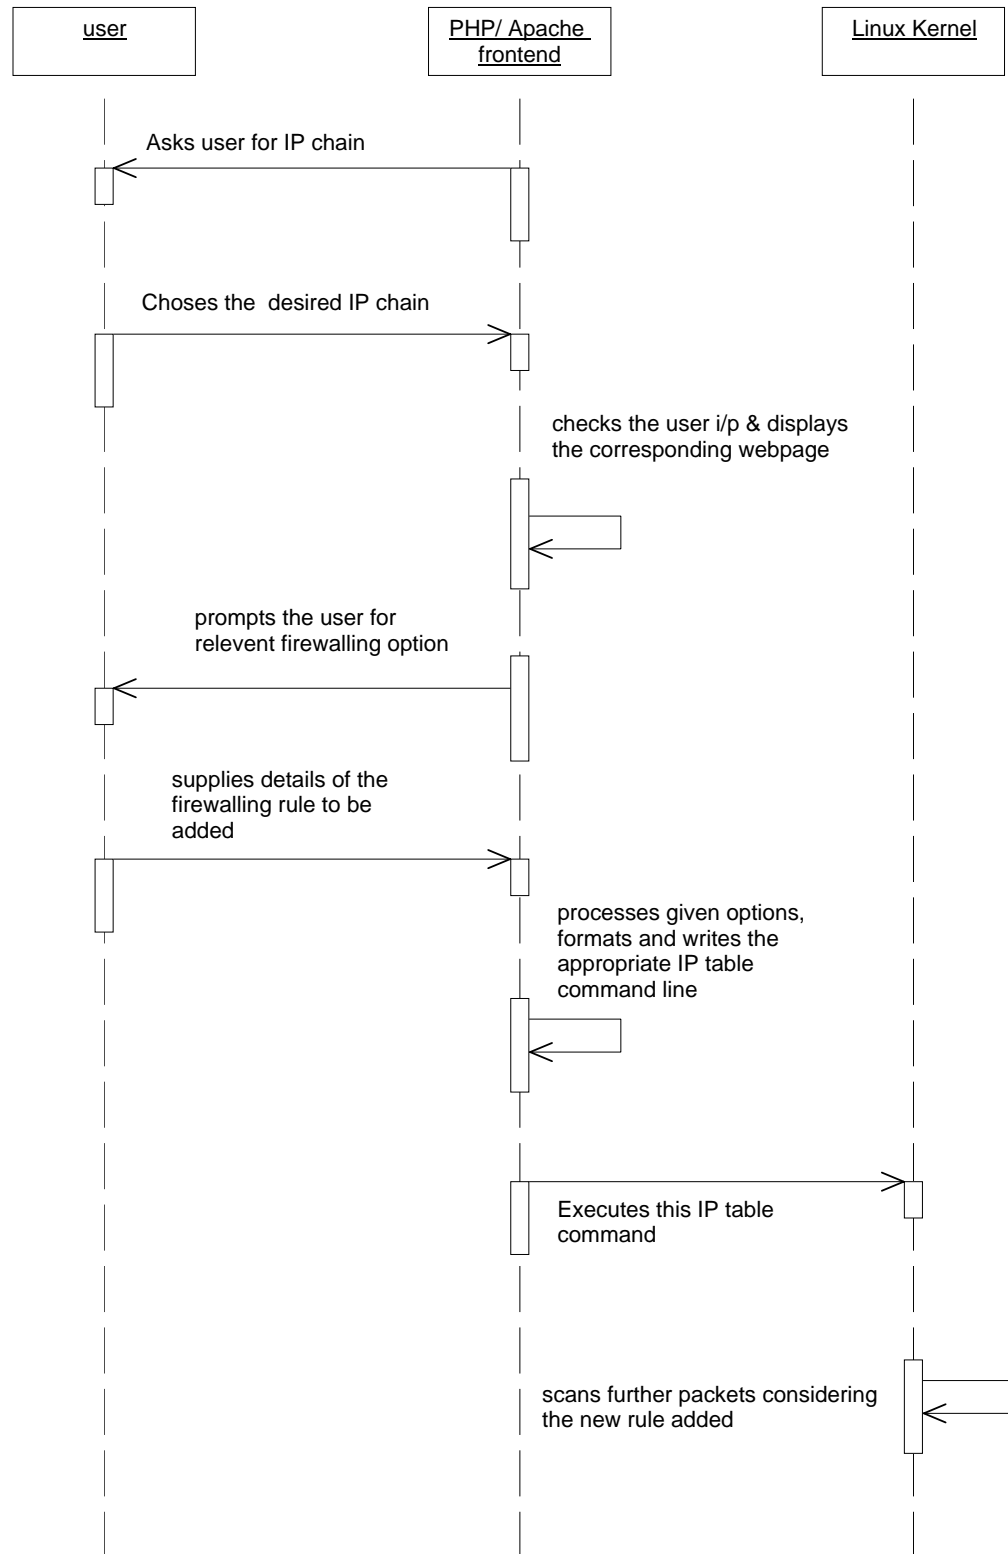 user
PHP/ Apache
frontend
Linux Kernel
Asks user for IP chain
Choses the  desired IP chain
checks the user i/p & displays
the corresponding webpage
prompts the user for
relevent firewalling option
supplies details of the
firewalling rule to be
added
processes given options,
formats and writes the
appropriate IP table
command line
Executes this IP table
command
scans further packets considering
the new rule added